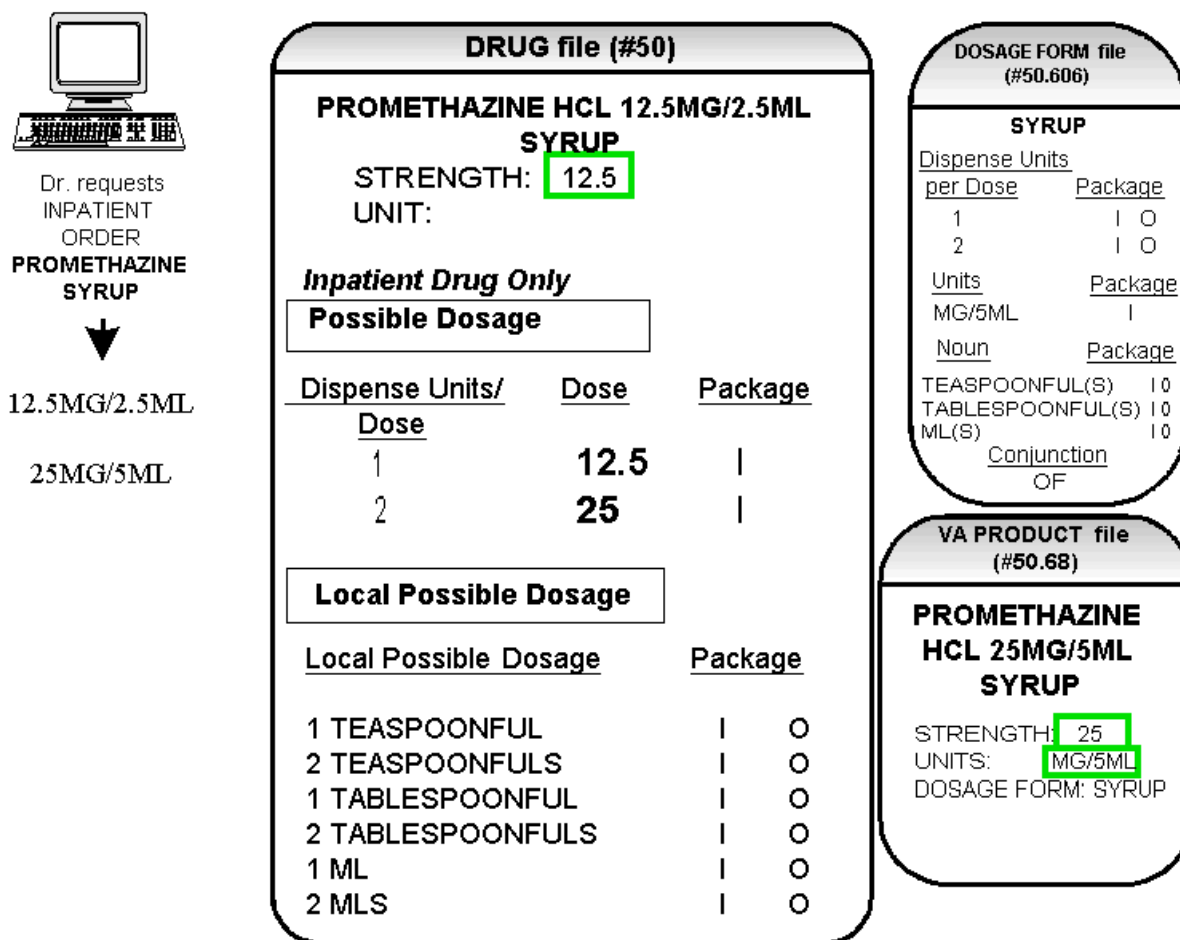 Dr. requests
INPATIENT
ORDER
PROMETHAZINE
SYRUP
12.5MG/2.5ML
25MG/5ML
DRUG file (#50)
PROMETHAZINE HCL 12.5MG/2.5ML
SYRUP
STRENGTH: 12.5
UNIT:
Inpatient Drug Only
Possible Dosage
Dispense Units/ Dose Package
Dose
1 12.5 I
2 25 I
Local Possible Dosage
Local Possible Dosage Package
1 TEASPOONFUL I O
2 TEASPOONFULS I O
1 TABLESPOONFUL I O
2 TABLESPOONFULS I O
1 ML I O
2 MLS I O
DOSAGE FORM file
(#50.606)
SYRUP
Dispense Units
per Dose Package
1 I O
2 I O
Units Package
MG/5ML I
Noun Package
TEASPOONFUL(S) I 0
TABLESPOONFUL(S) I 0
ML(S) I 0
Conjunction
OF
VA PRODUCT file
(#50.68)
PROMETHAZINE
HCL 25MG/5ML
SYRUP
STRENGTH: 25
UNITS: MG/5ML
DOSAGE FORM: SYRUP